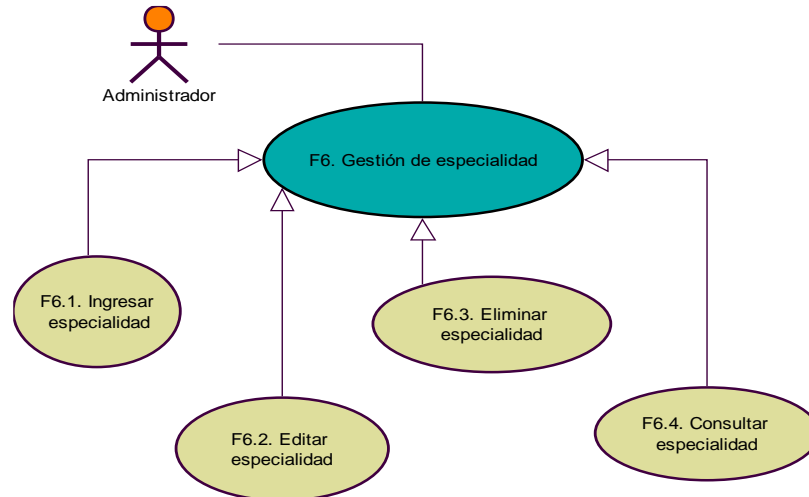 Administrador
F6. Gestión de especialidad
F6.1. Ingresar
especialidad
F6.3. Eliminar
especialidad
F6.2. Editar
especialidad
F6.4. Consultar
especialidad